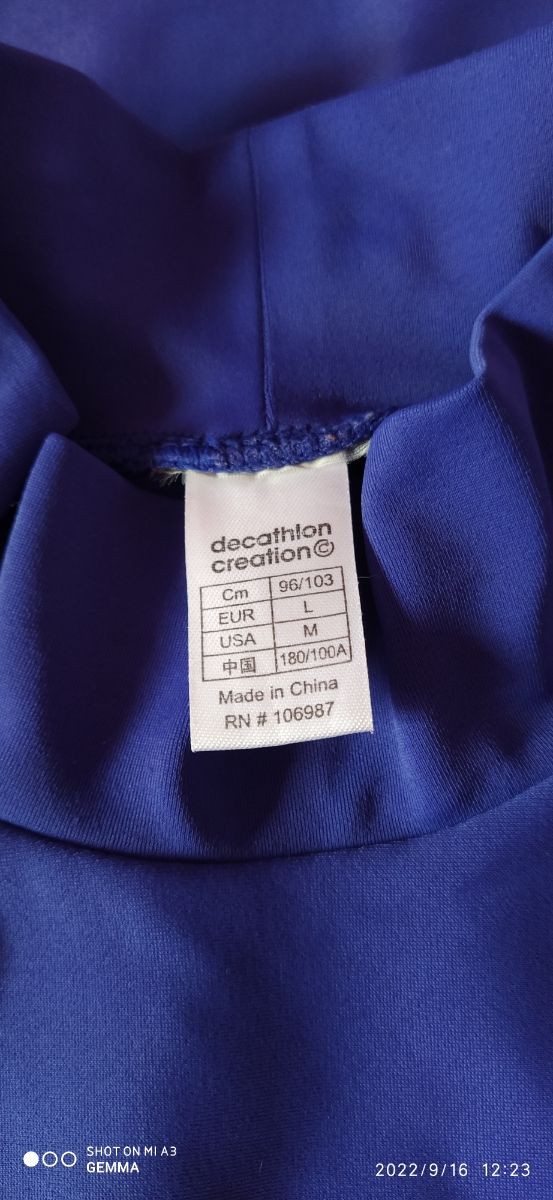 decathlon
creation©
Cm 96/103
EUR L
USA M
中国 180/100A
Made in China
RN # 106987
SHOT ON MI A3
GEMMA
2022/9/16 12:23